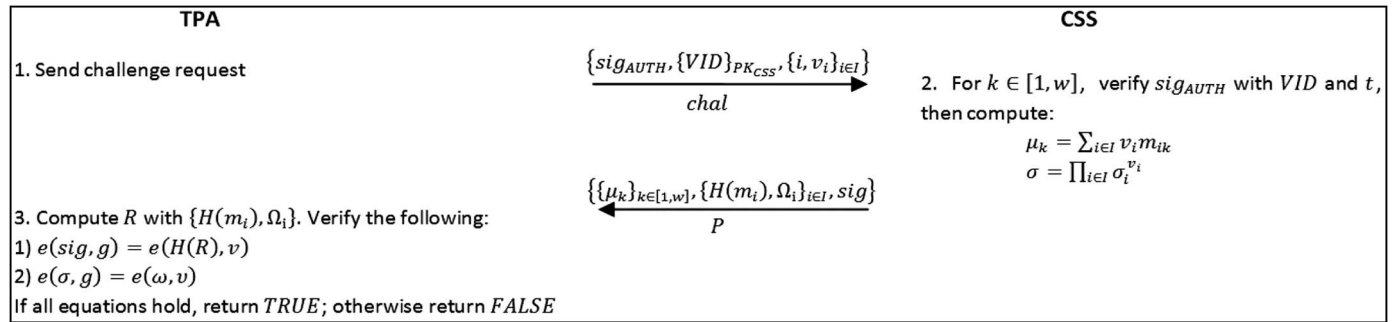 TPA
CSS
1. Send challenge request
{sig_AUTH, {VID}_PK_CSS, {i, v_i}_i∈I}
chal
2. For k ∈ [1, w], verify sig_AUTH with VID and t,
then compute:
μ_k = ∑_i∈I v_i m_ik
σ = ∏_i∈I σ_i^v_i
{{μ_k}_k∈[1,w], {H(m_i), Ω_i}_i∈I, sig}
P
3. Compute R with {H(m_i), Ω_i}. Verify the following:
1) e(sig, g) = e(H(R), v)
2) e(σ, g) = e(ω, υ)
If all equations hold, return TRUE; otherwise return FALSE